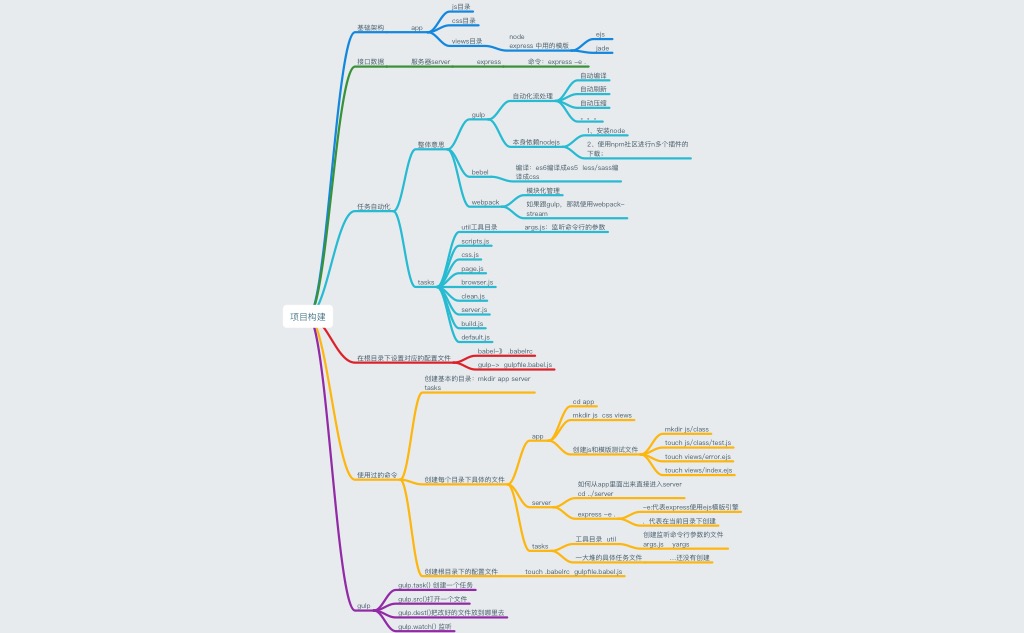 项目构建
基础架构
app
js目录
css目录
views目录
node
express 中用的模版
ejs
jade
接口数据
服务器server
express
命令：express -e .
任务自动化
整体意思
gulp
自动化流处理
自动编译
自动刷新
自动压缩
。。。
本身依赖nodejs
1、安装node
2、使用npm社区进行n多个插件的
下载；
bebel
编译：es6编译成es5 less/sass编
译成css
webpack
模块化管理
如果跟gulp，那就使用webpack-
stream
tasks
util工具目录
args.js：监听命令行的参数
scripts.js
css.js
page.js
browser.js
clean.js
server.js
build.js
default.js
在根目录下设置对应的配置文件
babel-》 .babelrc
gulp-> gulpfile.babel.js
使用过的命令
创建基本的目录：mkdir app server
tasks
创建每个目录下具体的文件
app
cd app
mkdir js css views
创建js和模版测试文件
mkdir js/class
touch js/class/test.js
touch views/error.ejs
touch views/index.ejs
server
如何从app里面出来直接进入server
cd ../server
express -e .
-e:代表express使用ejs模版引擎
. 代表在当前目录下创建
tasks
工具目录 util
创建监听命令行参数的文件
args.js yargs
一大堆的具体任务文件
...还没有创建
创建根目录下的配置文件
touch .babelrc gulpfile.babel.js
gulp
gulp.task() 创建一个任务
gulp.src()打开一个文件
gulp.dest()把改好的文件放到哪里去
gulp.watch() 监听